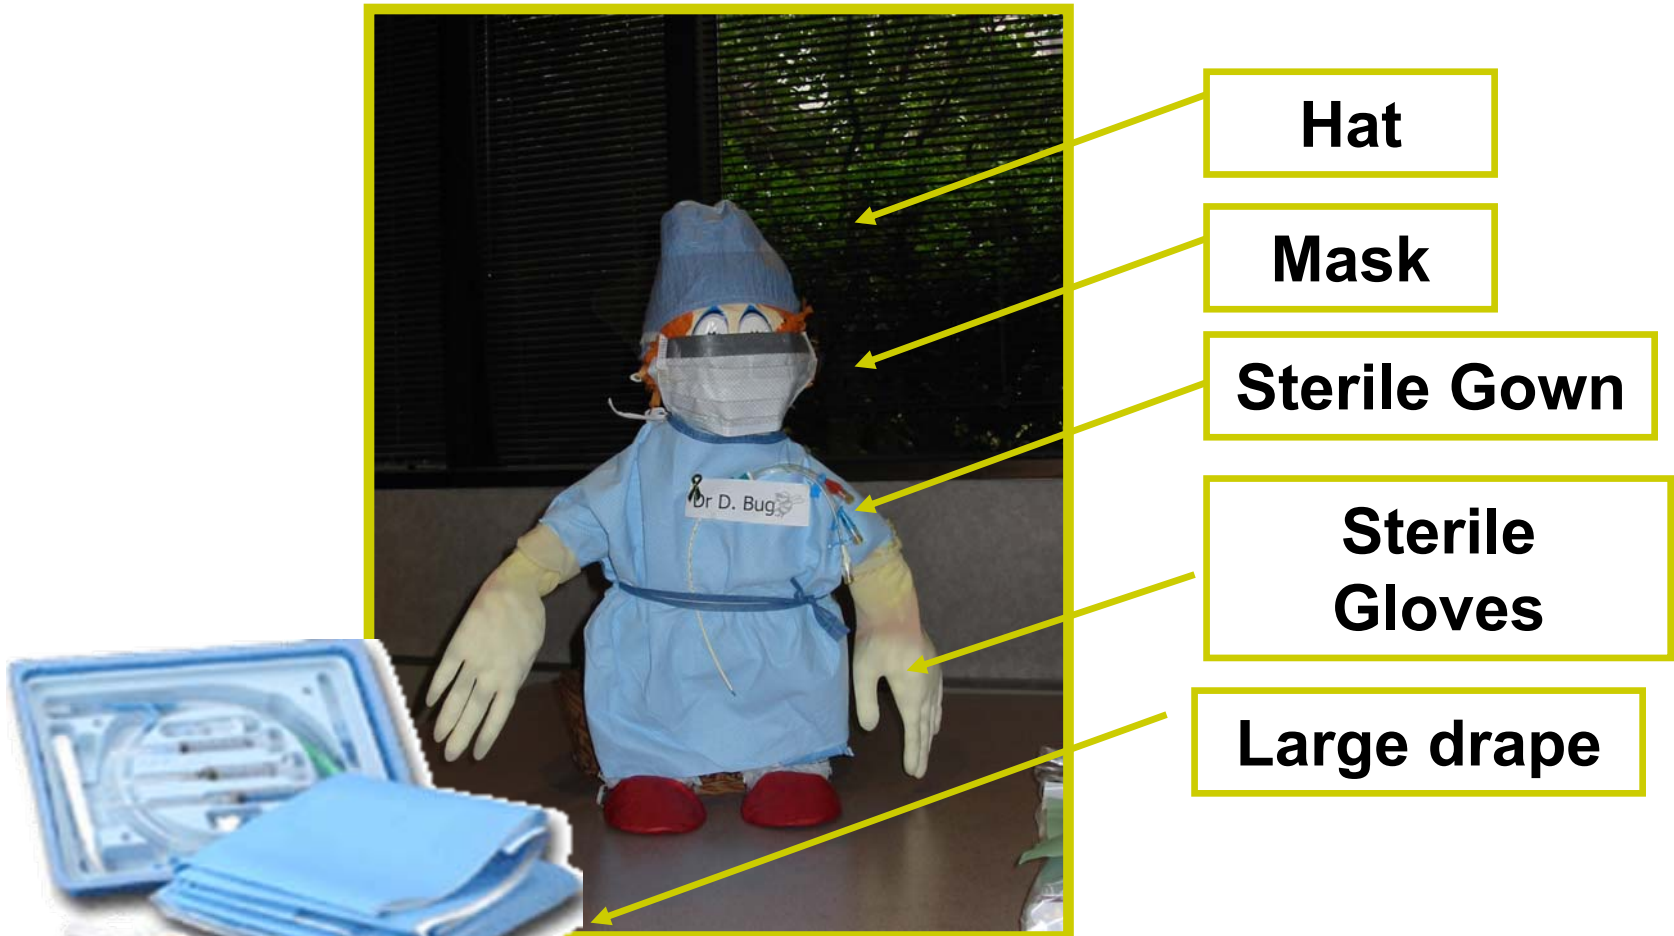 Hat
Mask
Sterile Gown
Dr D. Bug
Sterile
Gloves
Large drape